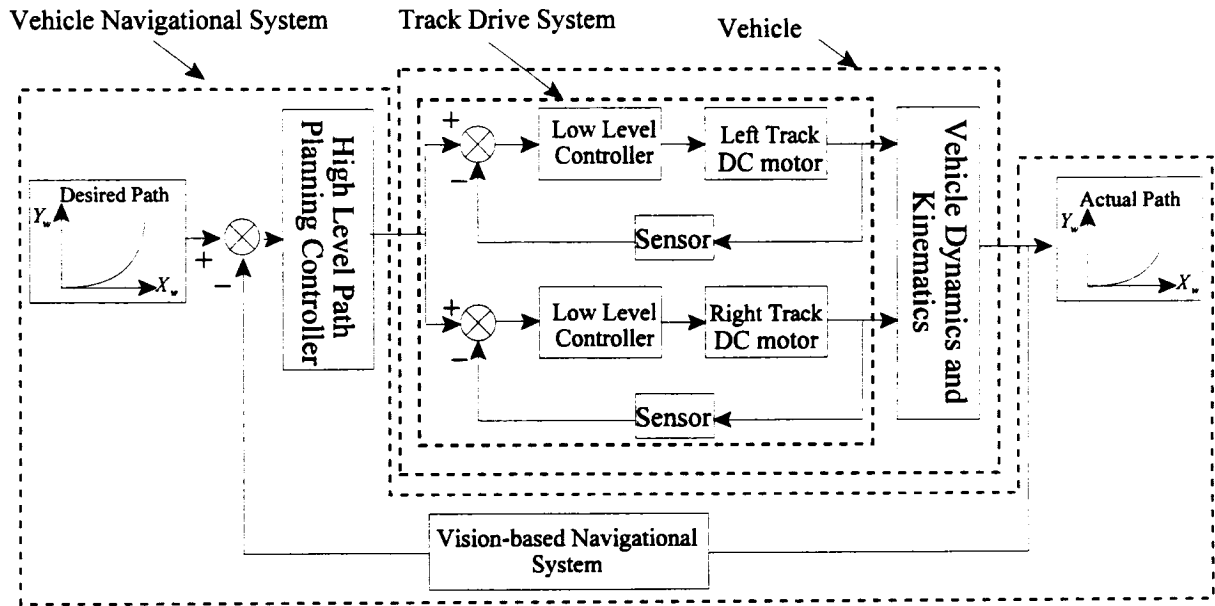 Vehicle Navigational System
Track Drive System
Vehicle
Desired Path
Y_w
X_w
+
−
High Level Path
Planning Controller
+
−
Low Level
Controller
Left Track
DC motor
Sensor
+
−
Low Level
Controller
Right Track
DC motor
Sensor
Vehicle Dynamics and
Kinematics
Actual Path
Y_w
X_w
Vision-based Navigational
System